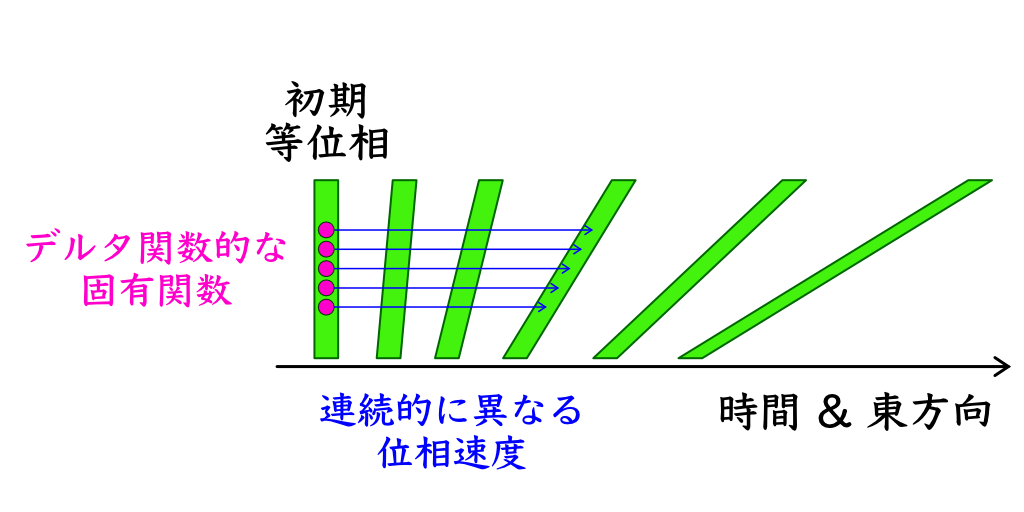 初期
等位相
デルタ関数的な
固有関数
連続的に異なる
位相速度
時間 & 東方向